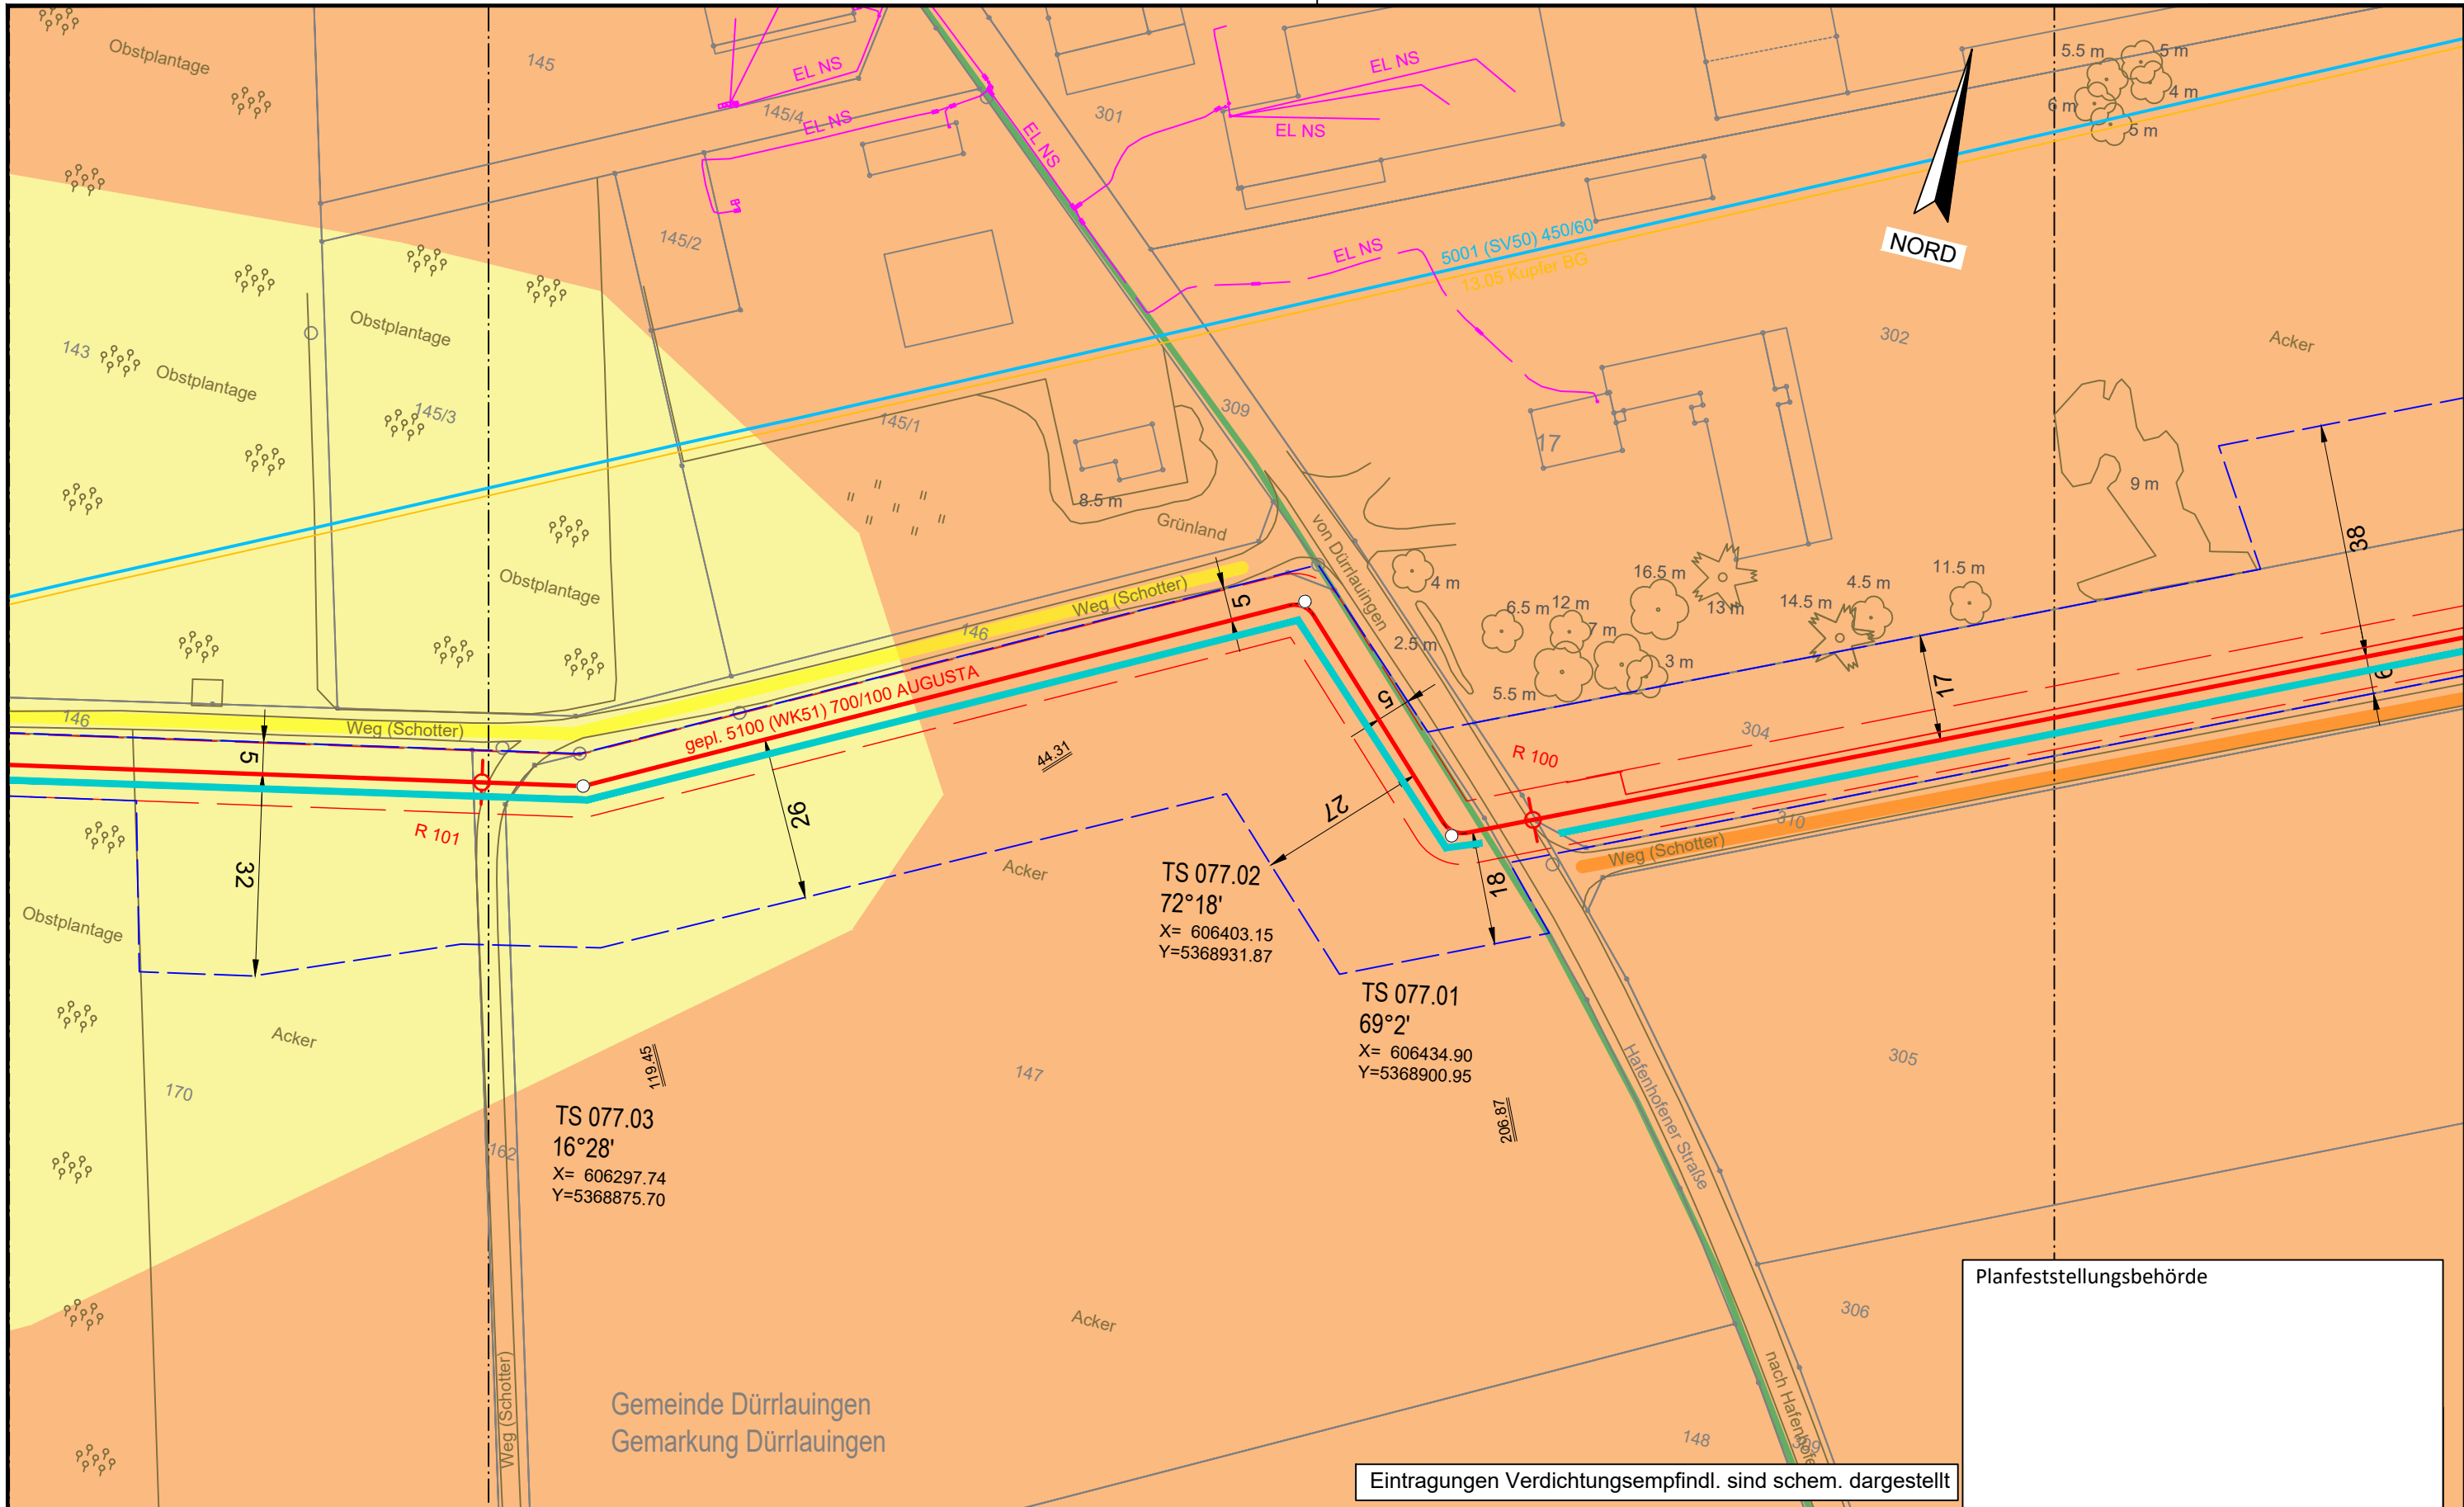 Obstplantage
145
EL NS
145/4
EL NS
EL NS
301
EL NS
EL NS
5.5 m
5 m
6 m
4 m
5 m
NORD
145/2
EL NS
5001 (SV50) 450/60
13.05 Kupfer BG
302
Acker
143
Obstplantage
Obstplantage
145/3
145/1
309
17
8.5 m
Grünland
9 m
38
von Dürrlauingen
Obstplantage
Weg (Schotter)
146
5
4 m
6.5 m
12 m
7 m
16.5 m
13 m
14.5 m
4.5 m
11.5 m
2.5 m
3 m
5.5 m
17
6
146
Weg (Schotter)
5
gepl. 5100 (WK51) 700/100 AUGUSTA
44.31
5
R 100
304
R 101
26
27
310
Weg (Schotter)
32
Acker
18
Obstplantage
TS 077.02
72°18'
X= 606403.15
Y=5368931.87
TS 077.01
69°2'
X= 606434.90
Y=5368900.95
Acker
119.45
147
206.87
305
Hafenhofener Straße
170
TS 077.03
16°28'
X= 606297.74
Y=5368875.70
162
Planfeststellungsbehörde
306
Acker
Weg (Schotter)
nach Hafenhofe
Gemeinde Dürrlauingen
Gemarkung Dürrlauingen
148
309
Eintragungen Verdichtungsempfindl. sind schem. dargestellt